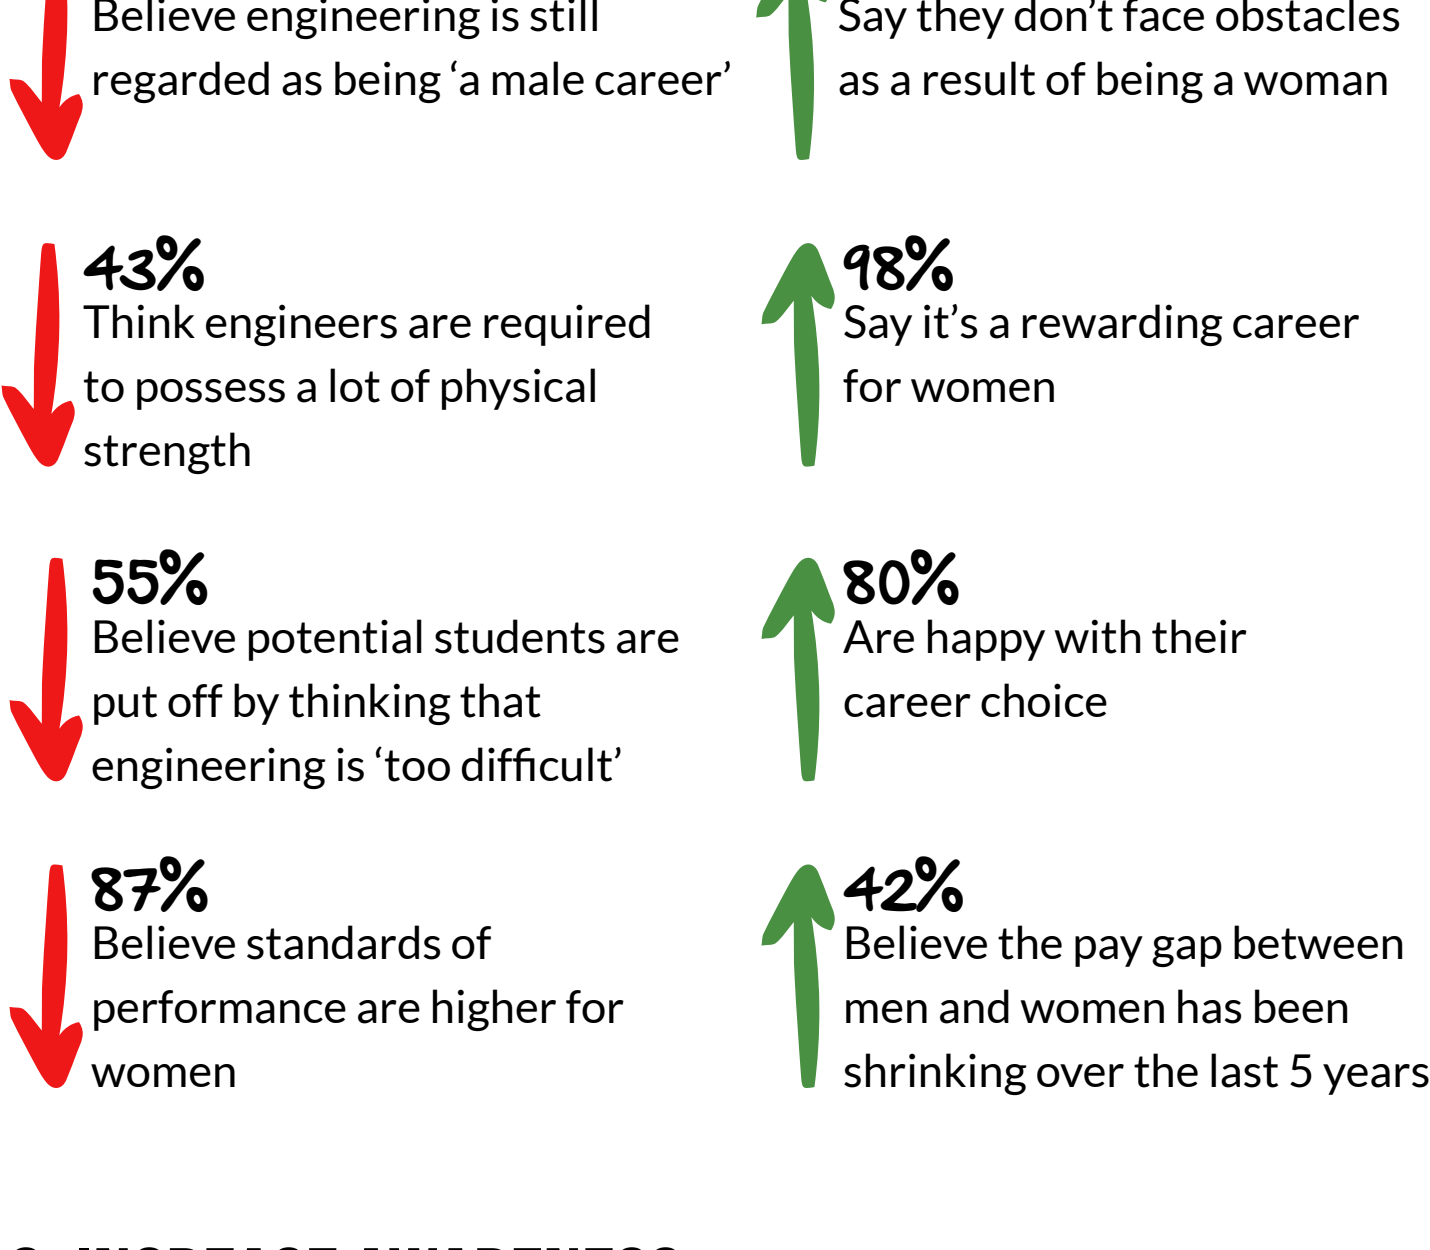 Believe engineering is still
regarded as being ‘a male career’
Say they don’t face obstacles
as a result of being a woman
43%
Think engineers are required
to possess a lot of physical
strength
98%
Say it’s a rewarding career
for women
55%
Believe potential students are
put off by thinking that
engineering is ‘too difficult’
80%
Are happy with their
career choice
87%
Believe standards of
performance are higher for
women
42%
Believe the pay gap between
men and women has been
shrinking over the last 5 years
INCREASE AWARENESS